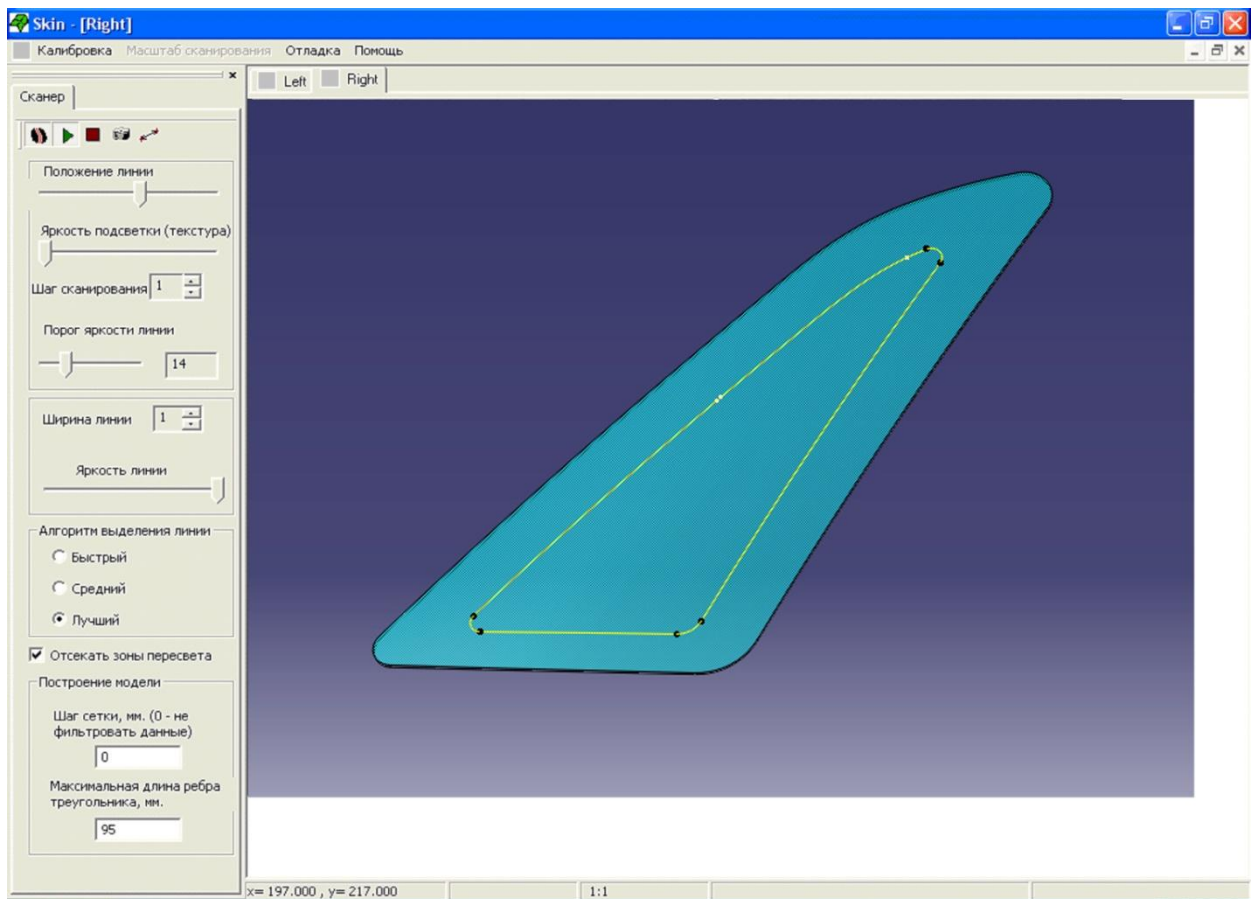 Skin - [Right]
Калибровка Масштаб сканирования Отладка Помощь
Left Right
Сканер
Положение линии
Яркость подсветки (текстура)
Шаг сканирования 1
Порог яркости линии
14
Ширина линии 1
Яркость линии
Алгоритм выделения линии
Быстрый
Средний
Лучший
Отсекать зоны пересвета
Построение модели
Шаг сетки, мм. (0 - не
фильтровать данные)
0
Максимальная длина ребра
треугольника, мм.
95
x= 197.000 , y= 217.000 1:1